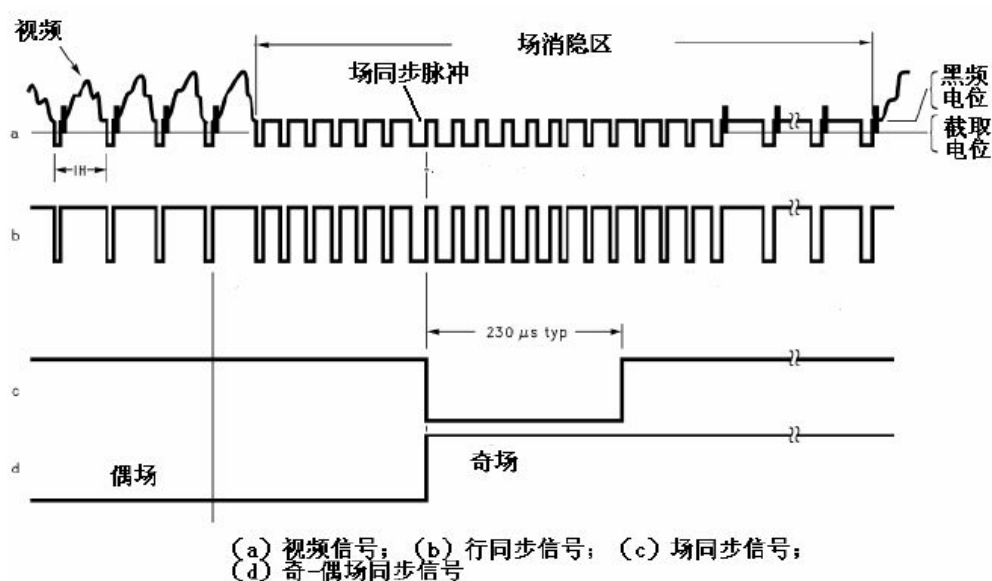 视频
场消隐区
场同步脉冲
黑频
电位
截取
电位
a
1H
b
230 μs typ
c
d
偶场
奇场
(a) 视频信号; (b) 行同步信号; (c) 场同步信号;
(d) 奇-偶场同步信号